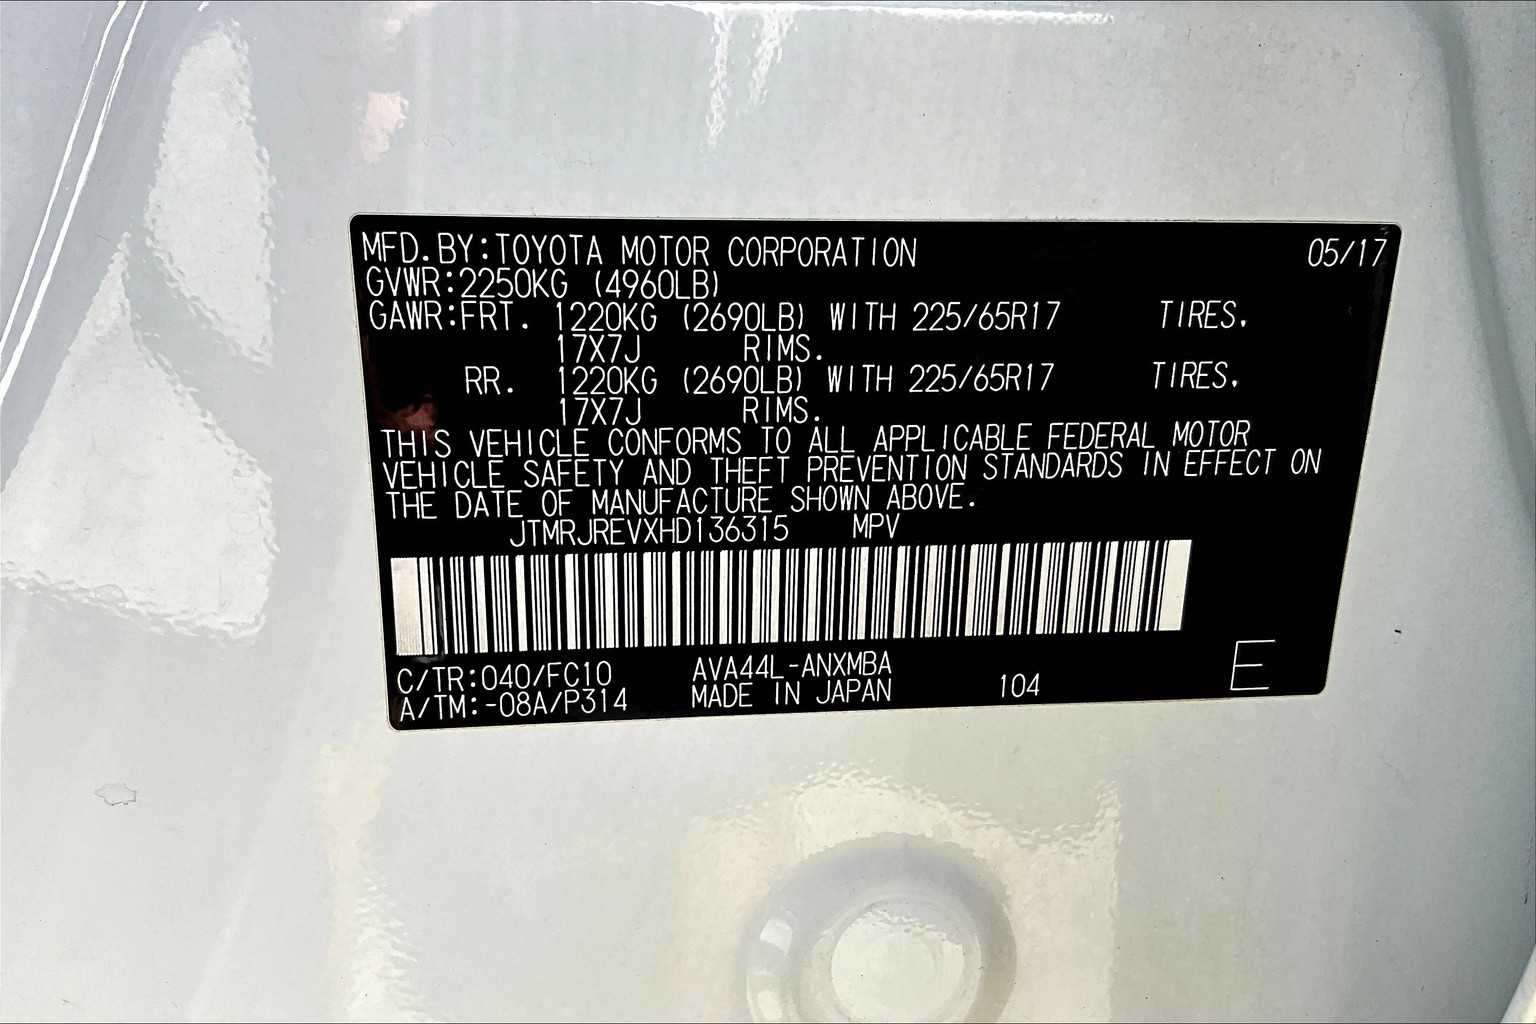 MFD.BY:TOYOTA MOTOR CORPORATION 05/17
GVWR:2250KG (4960LB)
GAWR:FRT. 1220KG (2690LB) WITH 225/65R17 TIRES.
17X7J RIMS.
RR. 1220KG (2690LB) WITH 225/65R17 TIRES.
17X7J RIMS.
THIS VEHICLE CONFORMS TO ALL APPLICABLE FEDERAL MOTOR
VEHICLE SAFETY AND THEFT PREVENTION STANDARDS IN EFFECT ON
THE DATE OF MANUFACTURE SHOWN ABOVE.
JTMRJREVXHD136315 MPV
C/TR:040/FC10 AVA44L-ANXMBA
A/TM:-08A/P314 MADE IN JAPAN 104 E